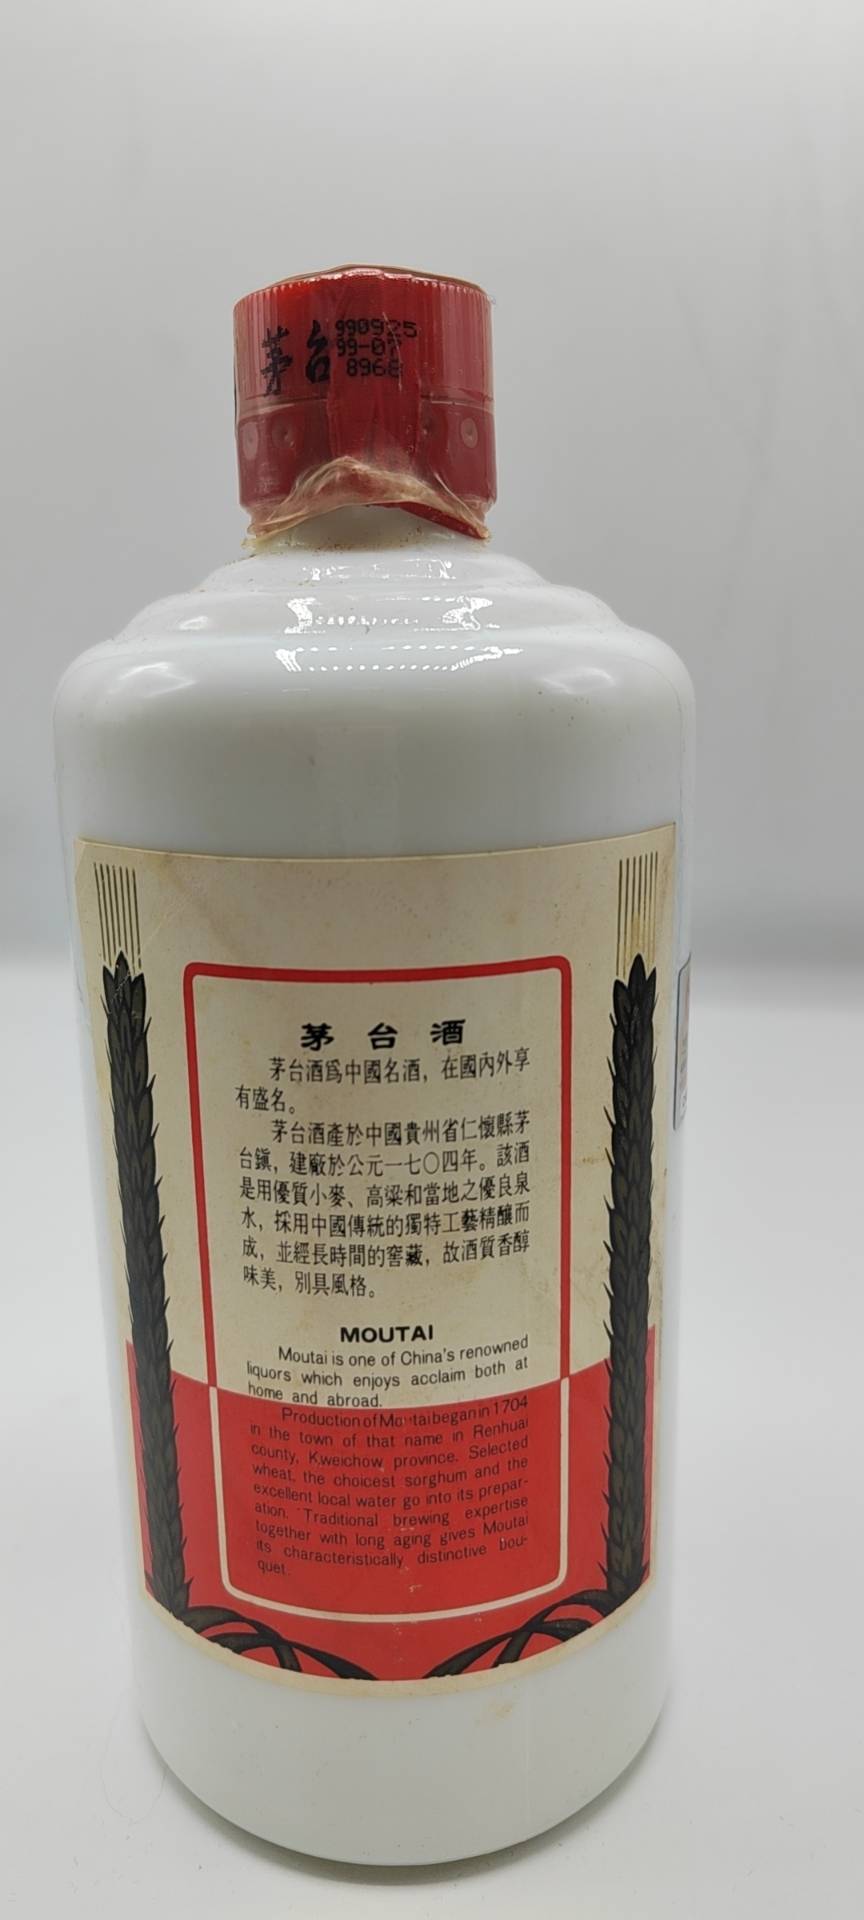 茅台
990925
99-07
8968
茅台酒
茅台酒爲中國名酒，在國內外享
有盛名。
茅台酒產於中國貴州省仁懷縣茅
台鎮，建廠於公元一七〇四年。該酒
是用優質小麥、高粱和當地之優良泉
水，採用中國傳統的獨特工藝精釀而
成，並經長時間的窖藏，故酒質香醇
味美，別具風格。
MOUTAI
Moutai is one of China's renowned
liquors which enjoys acclaim both at
home and abroad.
Production of Moutai began in 1704
in the town of that name in Renhuai
county, Kweichow province. Selected
wheat, the choicest sorghum and the
excellent local water go into its prepar-
ation. Traditional brewing expertise
together with long aging gives Moutai
its characteristically distinctive bou-
quet.